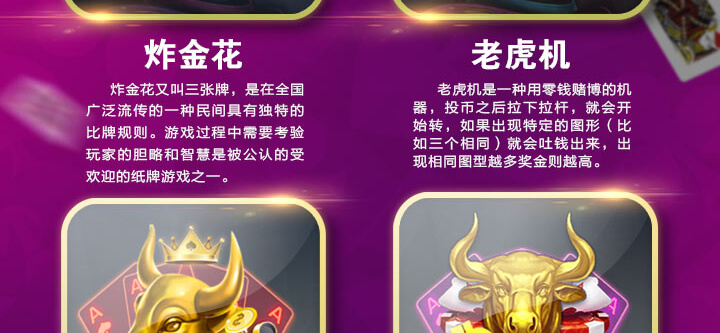 炸金花
炸金花又叫三张牌，是在全国
广泛流传的一种民间具有独特的
比牌规则。游戏过程中需要考验
玩家的胆略和智慧是被公认的受
欢迎的纸牌游戏之一。
老虎机
老虎机是一种用零钱赌博的机
器，投币之后拉下拉杆，就会开
始转，如果出现特定的图形（比
如三个相同）就会吐钱出来，出
现相同图型越多奖金则越高。
A
A
A
A